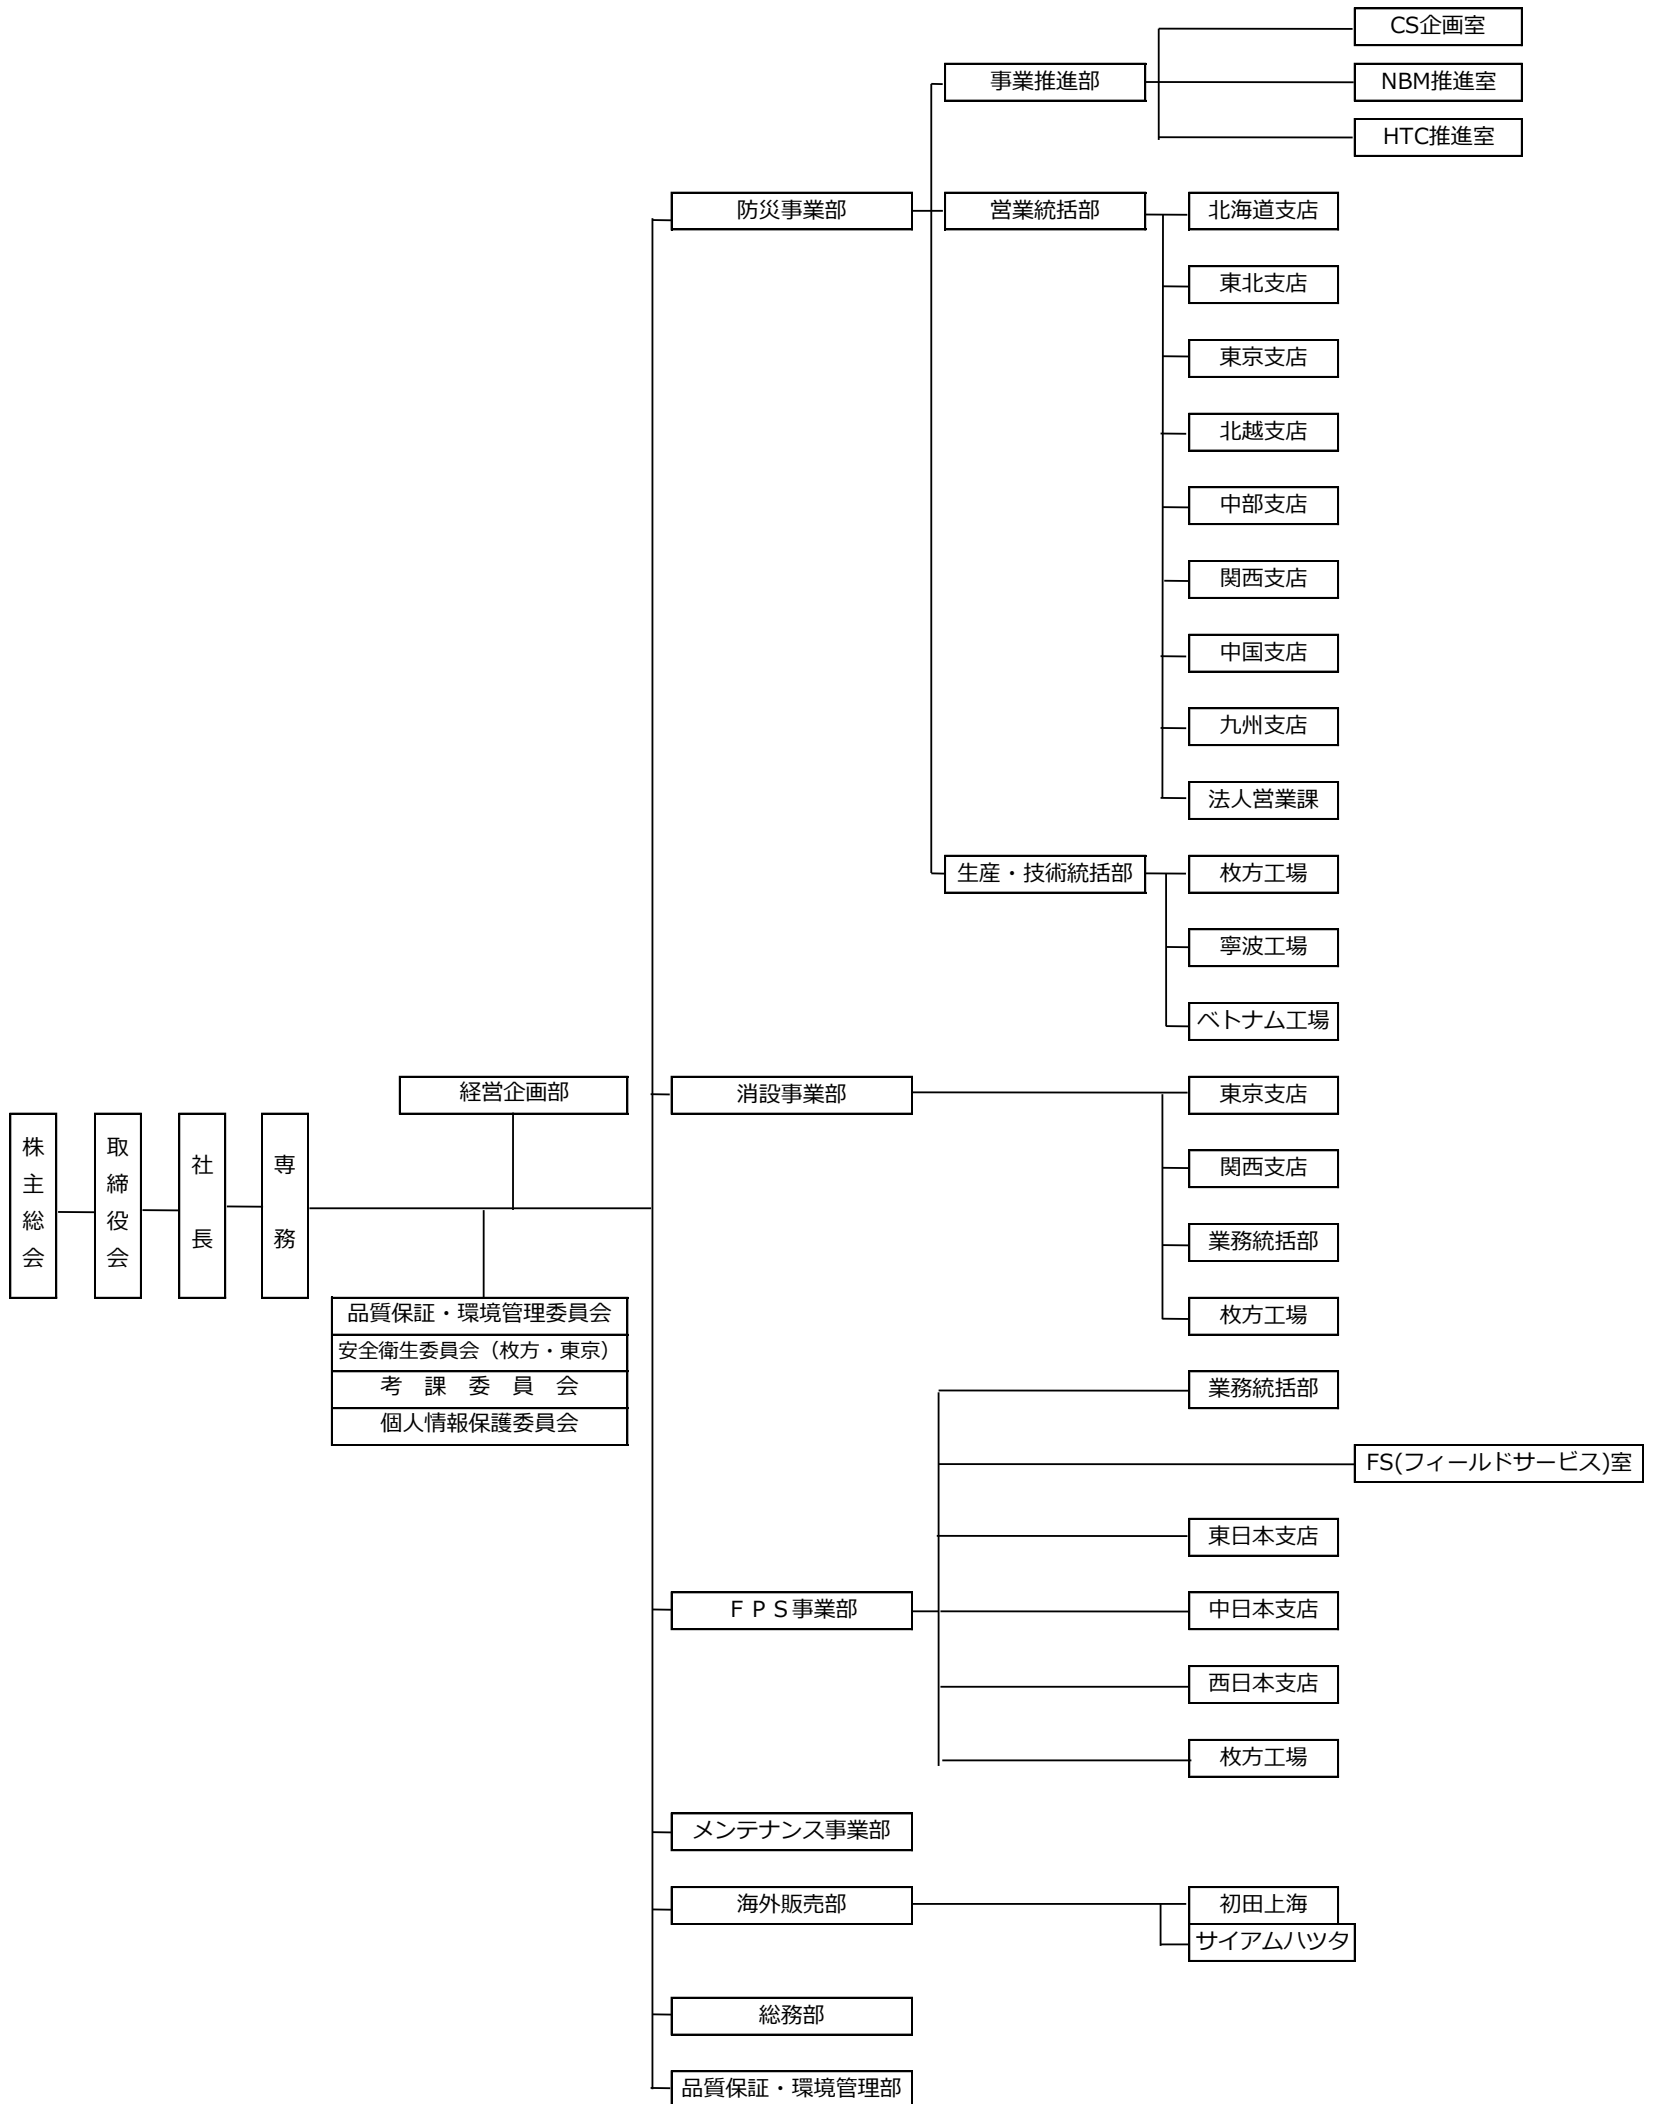 CS企画室
事業推進部
NBM推進室
HTC推進室
防災事業部
営業統括部
北海道支店
東北支店
東京支店
北越支店
中部支店
関西支店
中国支店
九州支店
法人営業課
生産・技術統括部
枚方工場
寧波工場
ベトナム工場
経営企画部
消設事業部
東京支店
株主総会
取締役会
社長
専務
関西支店
業務統括部
品質保証・環境管理委員会
安全衛生委員会（枚方・東京）
考　課　委　員　会
個人情報保護委員会
枚方工場
業務統括部
FS(フィールドサービス)室
東日本支店
ＦＰＳ事業部
中日本支店
西日本支店
枚方工場
メンテナンス事業部
海外販売部
初田上海
サイアムハツタ
総務部
品質保証・環境管理部